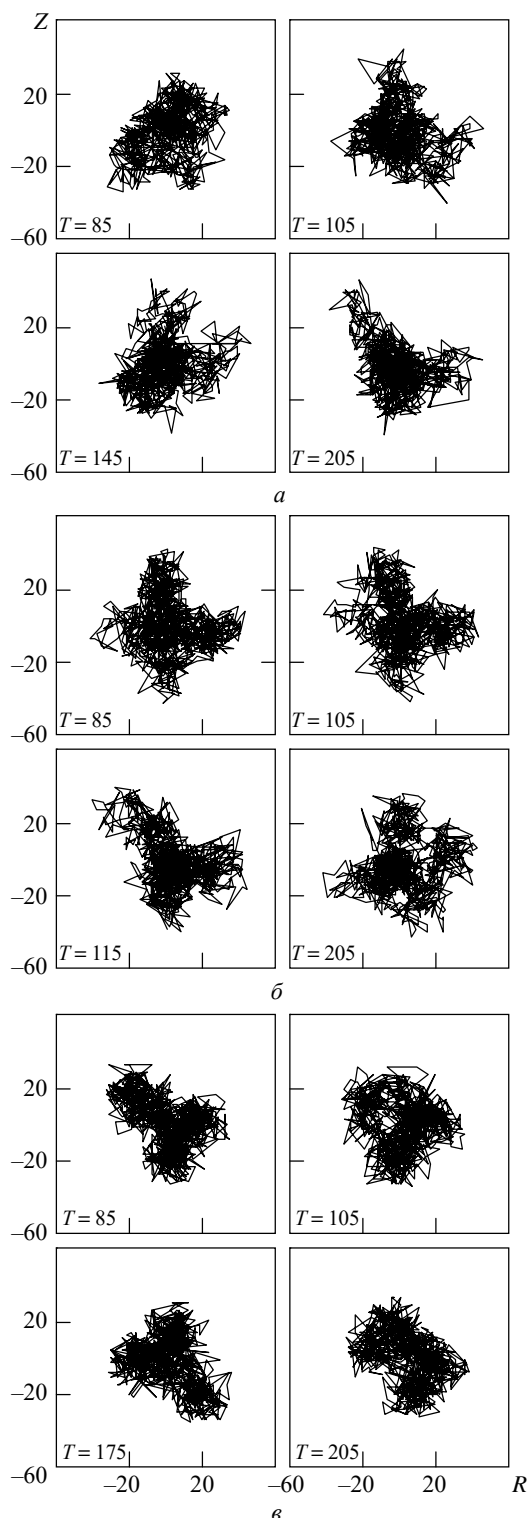 Z
20
–20
–60
T = 85
T = 105
20
–20
–60
T = 145
T = 205
а
20
–20
–60
T = 85
T = 105
20
–20
–60
T = 115
T = 205
б
20
–20
–60
T = 85
T = 105
20
–20
–60
T = 175
T = 205
–20 20 –60 –20 20 R
в